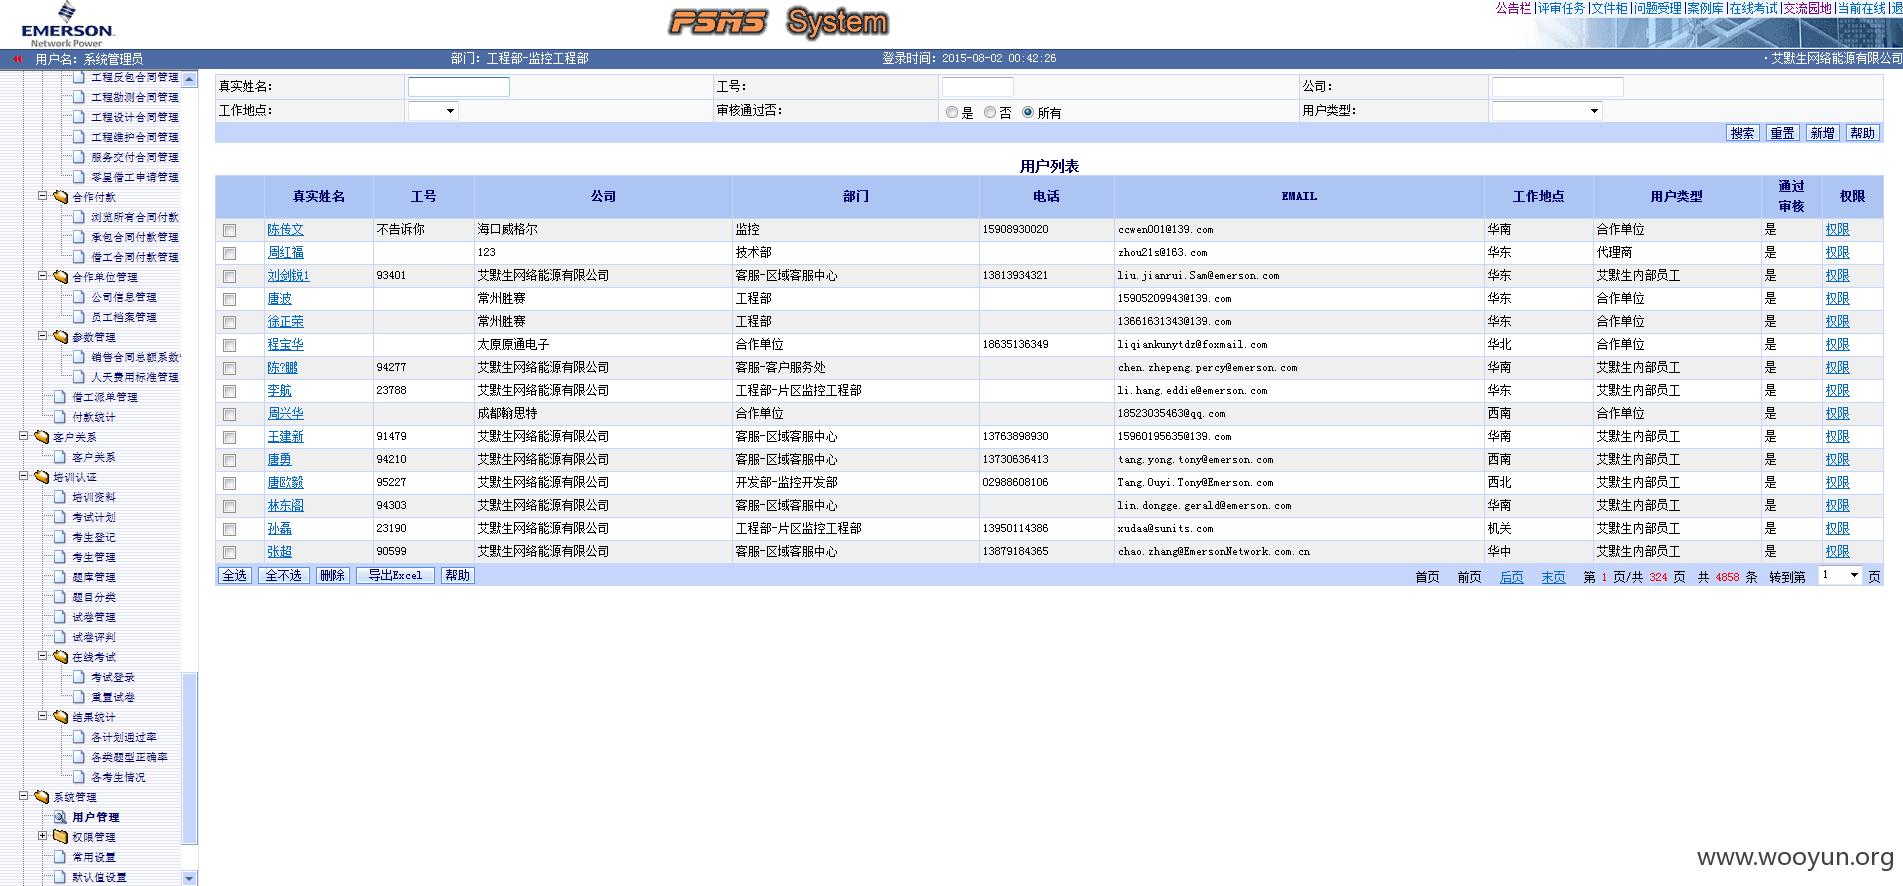 EMERSON
Network Power
PSMS System
公告栏|评审任务|文件柜|问题受理|案例库|在线考试|交流园地|当前在线|退
用户名：系统管理员 部门：工程部-监控工程部 登录时间：2015-08-02 00:42:26 ·艾默生网络能源有限公司
工程反包合同管理
工程勘测合同管理
工程设计合同管理
工程维护合同管理
服务交付合同管理
零星借工申请管理
合作付款
浏览所有合同付款
承包合同付款管理
借工合同付款管理
合作单位管理
公司信息管理
员工档案管理
参数管理
销售合同总额系数
人天费用标准管理
借工派单管理
付款统计
客户关系
客户关系
培训认证
培训资料
考试计划
考生登记
考生管理
题库管理
题目分类
试卷管理
试卷评判
在线考试
考试登录
重置试卷
结果统计
各计划通过率
各类题型正确率
各考生情况
系统管理
用户管理
权限管理
常用设置
默认值设置
真实姓名： 工号： 公司：
工作地点： 审核通过否： 是 否 所有 用户类型：
搜索 重置 新增 帮助
用户列表
真实姓名 工号 公司 部门 电话 EMAIL 工作地点 用户类型 通过审核 权限
陈传文 不告诉你 海口威格尔 监控 15908930020 ccwen001@139.com 华南 合作单位 是 权限
周红福 123 技术部 zhou21s@163.com 华东 代理商 是 权限
刘剑锐1 93401 艾默生网络能源有限公司 客服-区域客服中心 13813934321 liu.jianrui.Sam@emerson.com 华东 艾默生内部员工 是 权限
唐波 常州胜赛 工程部 15905209943@139.com 华东 合作单位 是 权限
徐正荣 常州胜赛 工程部 13661631343@139.com 华东 合作单位 是 权限
程宝华 太原原通电子 合作单位 18635136349 liqiankunytdz@foxmail.com 华北 合作单位 是 权限
陈?鹏 94277 艾默生网络能源有限公司 客服-客户服务处 chen.zhepeng.percy@emerson.com 华南 艾默生内部员工 是 权限
李航 23788 艾默生网络能源有限公司 工程部-片区监控工程部 li.hang.eddie@emerson.com 华东 艾默生内部员工 是 权限
周兴华 成都翰思特 合作单位 18523035463@qq.com 西南 合作单位 是 权限
王建新 91479 艾默生网络能源有限公司 客服-区域客服中心 13763898930 15960195635@139.com 华南 艾默生内部员工 是 权限
唐勇 94210 艾默生网络能源有限公司 客服-区域客服中心 13730636413 tang.yong.tony@emerson.com 西南 艾默生内部员工 是 权限
唐欧毅 95227 艾默生网络能源有限公司 开发部-监控开发部 02988608106 Tang.Ouyi.Tony@Emerson.com 西北 艾默生内部员工 是 权限
林东阁 94303 艾默生网络能源有限公司 客服-区域客服中心 lin.dongge.gerald@emerson.com 华南 艾默生内部员工 是 权限
孙磊 23190 艾默生网络能源有限公司 工程部-片区监控工程部 13950114386 xudaa@sunits.com 机关 艾默生内部员工 是 权限
张超 90599 艾默生网络能源有限公司 客服-区域客服中心 13879184365 chao.zhang@EmersonNetwork.com.cn 华中 艾默生内部员工 是 权限
全选 全不选 删除 导出Excel 帮助 首页 前页 后页 末页 第 1 页/共 324 页 共 4858 条 转到第 1 页
www.wooyun.org